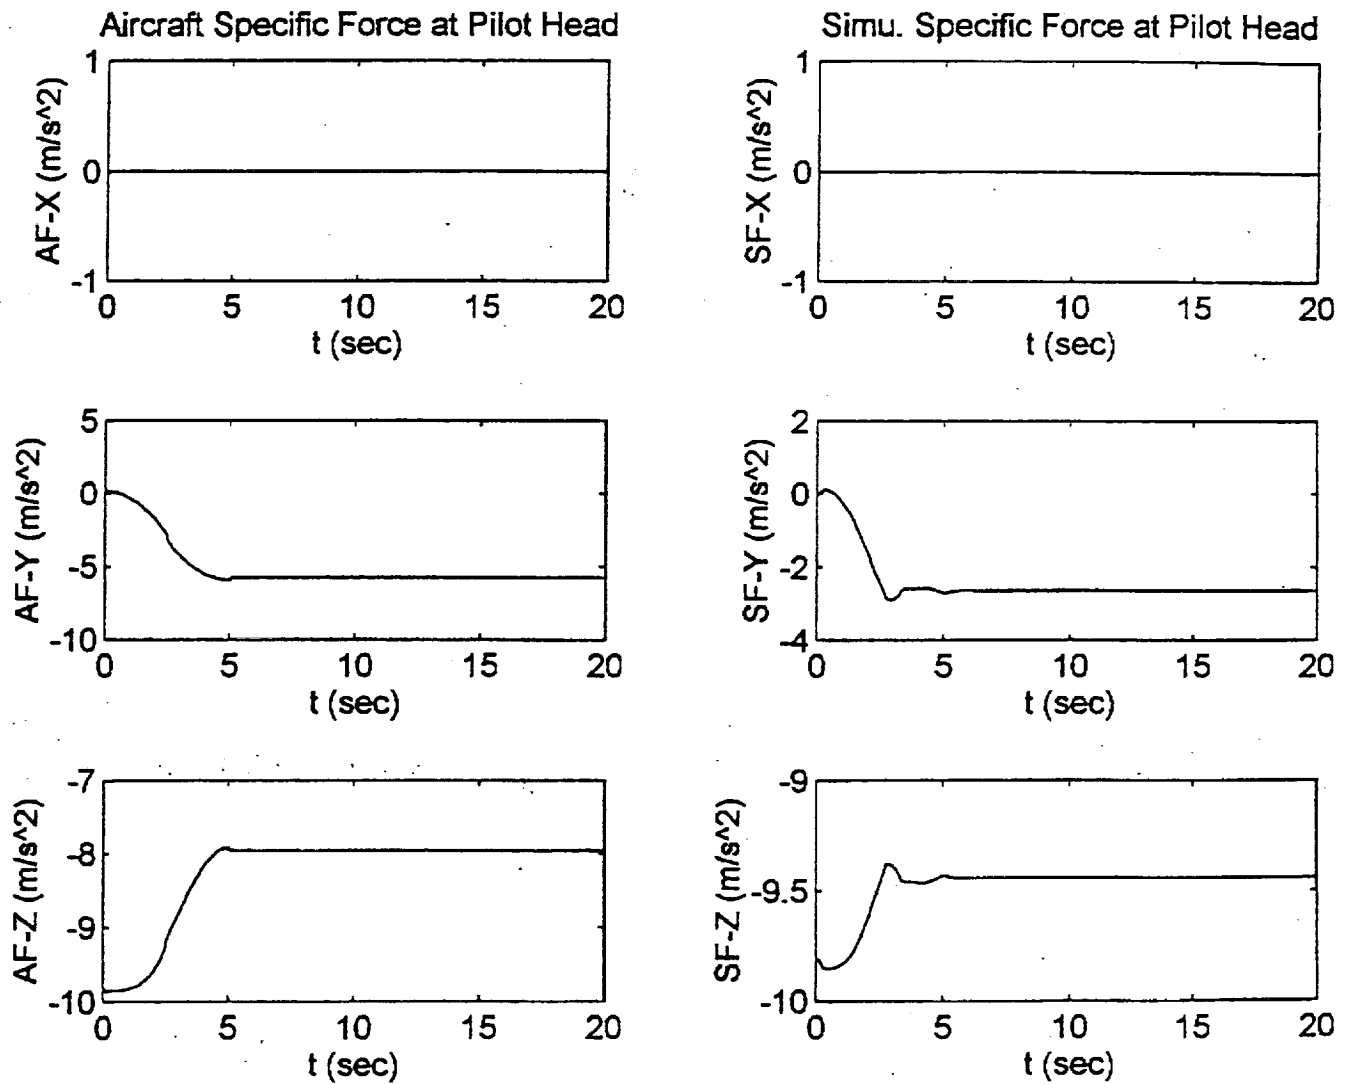 Aircraft Specific Force at Pilot Head
Simu. Specific Force at Pilot Head
AF-X (m/s^2)
1
0
-1
0 5 10 15 20
t (sec)
SF-X (m/s^2)
1
0
-1
0 5 10 15 20
t (sec)
AF-Y (m/s^2)
5
0
-5
-10
0 5 10 15 20
t (sec)
SF-Y (m/s^2)
2
0
-2
-4
0 5 10 15 20
t (sec)
AF-Z (m/s^2)
-7
-8
-9
-10
0 5 10 15 20
t (sec)
SF-Z (m/s^2)
-9
-9.5
-10
0 5 10 15 20
t (sec)